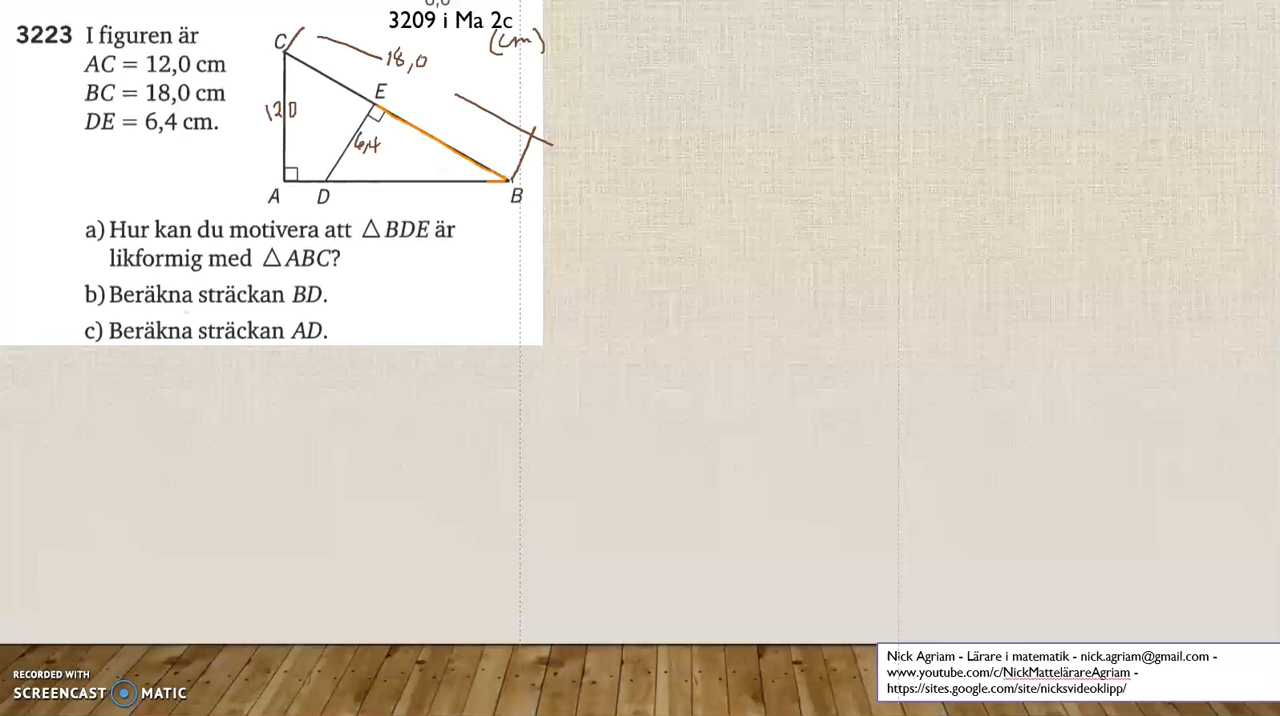 3209 i Ma 2c
(cm)
3223 I figuren är
AC = 12,0 cm
BC = 18,0 cm
DE = 6,4 cm.
C
18,0
E
120
6,4
A
D
B
a) Hur kan du motivera att △BDE är
likformig med △ABC?
b) Beräkna sträckan BD.
c) Beräkna sträckan AD.
Nick Agriam - Lärare i matematik - nick.agriam@gmail.com -
www.youtube.com/c/NickMattelärareAgriam -
https://sites.google.com/site/nicksvideoklipp/
RECORDED WITH
SCREENCAST MATIC